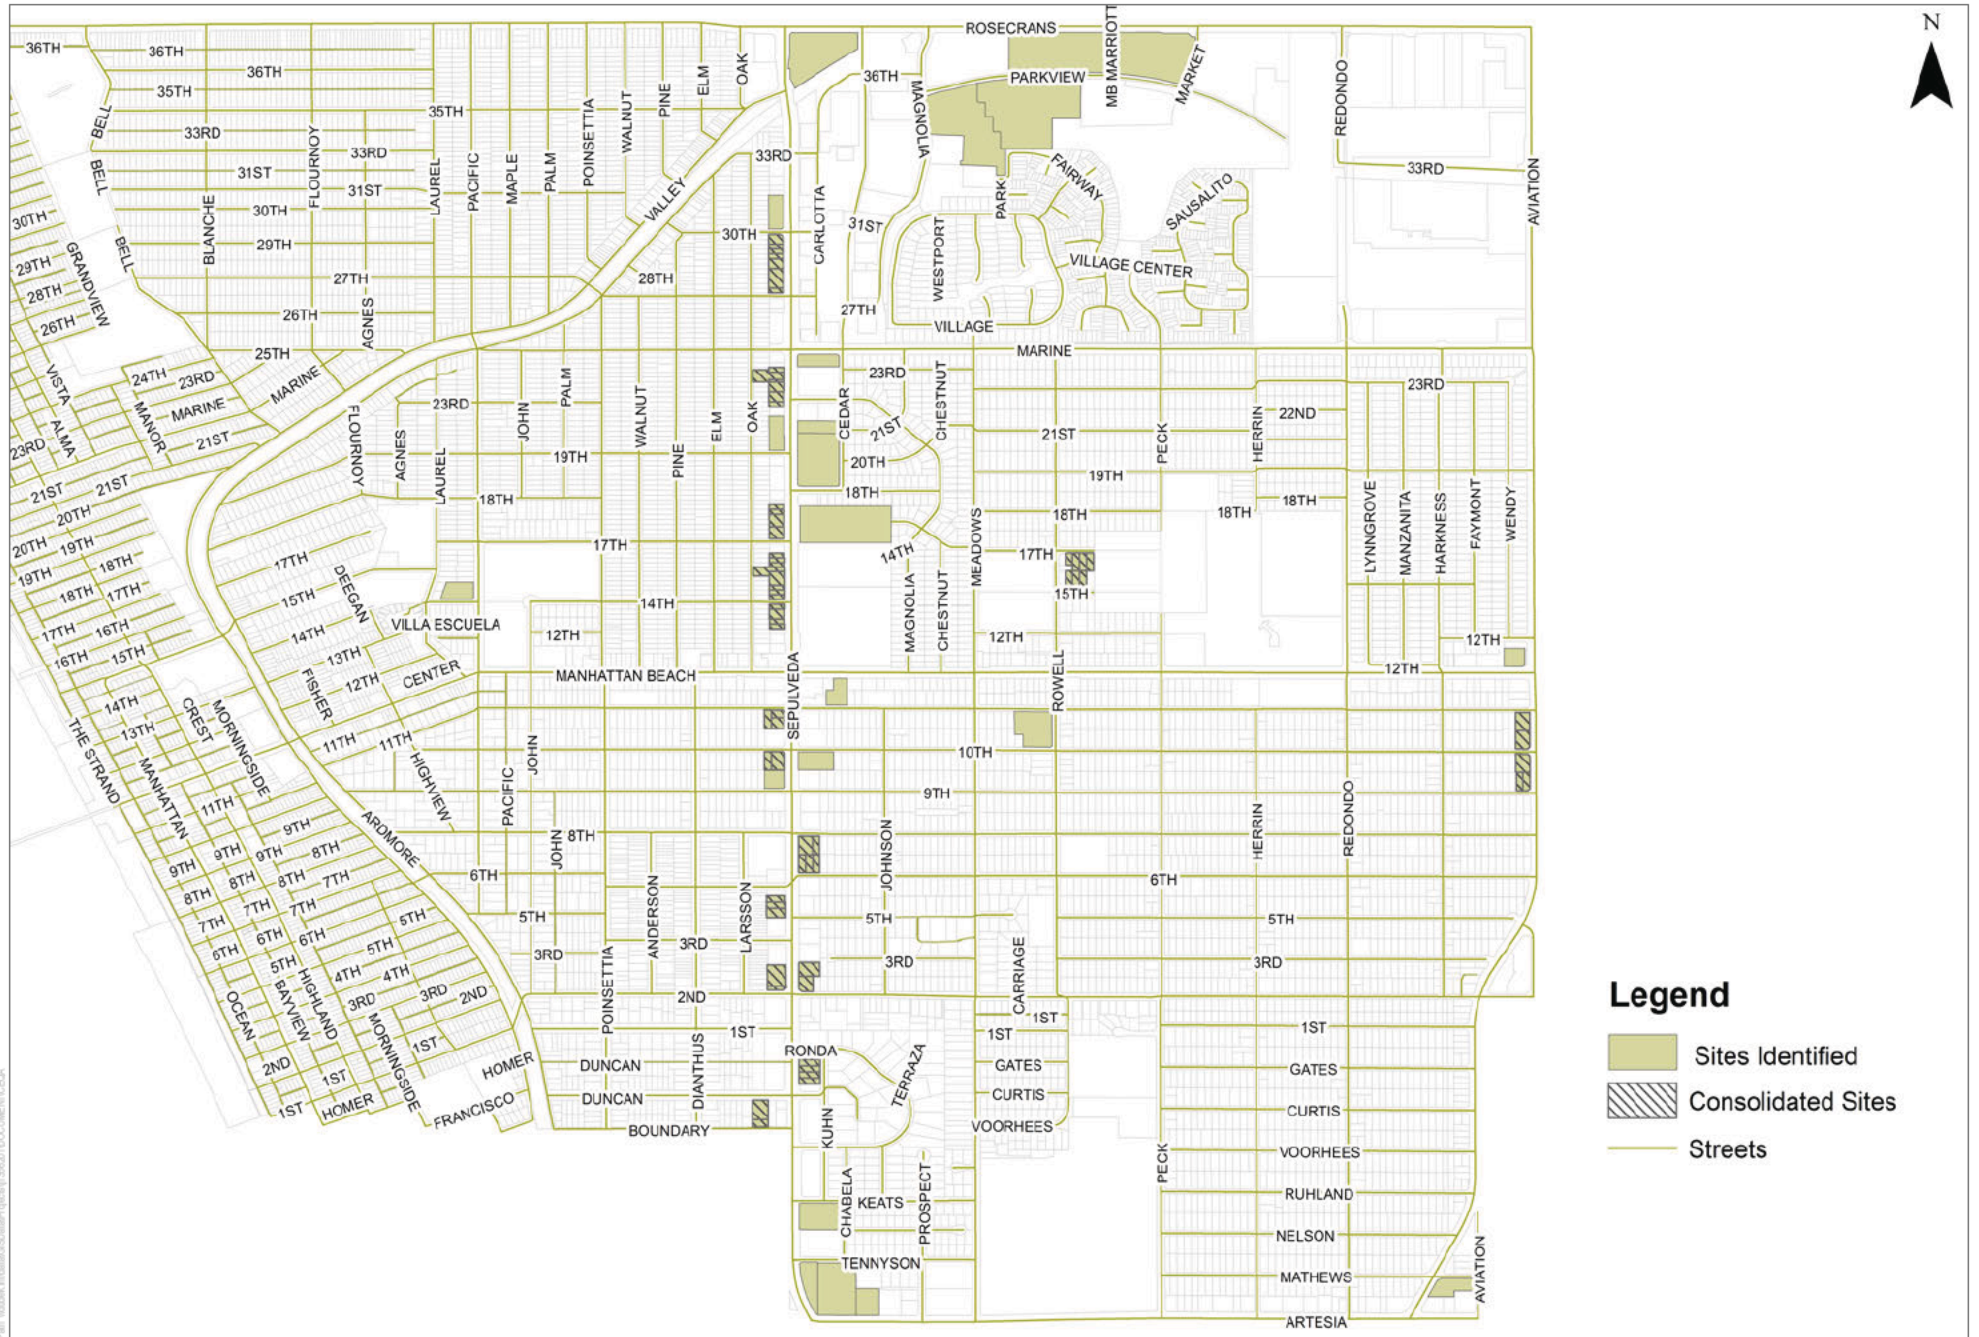 ROSECRANS
N
36TH
36TH
36TH
35TH
35TH
33RD
33RD
31ST
31ST
30TH
29TH
27TH
26TH
25TH
BELL
BELL
BELL
BLANCHE
FLOURNOY
AGNES
LAUREL
PACIFIC
MAPLE
PALM
POINSETTIA
WALNUT
PINE
ELM
OAK
VALLEY
33RD
30TH
28TH
CARLOTTA
36TH
MAGNOLIA
31ST
27TH
PARKVIEW
MB MARRIOTT
MARKET
REDONDO
33RD
AVIATION
PARK
FAIRWAY
SAUSALITO
WESTPORT
VILLAGE CENTER
VILLAGE
MARINE
30TH
29TH
28TH
26TH
GRANDVIEW
VISTA
ALMA
24TH
23RD
MANOR
MARINE
MARINE
21ST
23RD
21ST
21ST
20TH
20TH
19TH
19TH
18TH
18TH
17TH
17TH
16TH
16TH
15TH
FLOURNOY
AGNES
LAUREL
23RD
JOHN
PALM
WALNUT
PINE
ELM
OAK
19TH
18TH
17TH
17TH
15TH
14TH
13TH
12TH
DEEGAN
FISHER
CENTER
VILLA ESCUELA
14TH
12TH
MANHATTAN BEACH
SEPULVEDA
CEDAR
23RD
21ST
20TH
18TH
14TH
CHESTNUT
MAGNOLIA
CHESTNUT
MEADOWS
21ST
19TH
18TH
17TH
15TH
12TH
ROWELL
PECK
HERRIN
22ND
18TH
18TH
23RD
LYNNGROVE
MANZANITA
HARKNESS
FAYMONT
WENDY
12TH
12TH
THE STRAND
14TH
13TH
CREST
MORNINGSIDE
MANHATTAN
11TH
11TH
11TH
HIGHVIEW
PACIFIC
JOHN
JOHN
ARDMORE
9TH
9TH
9TH
9TH
8TH
8TH
8TH
8TH
7TH
7TH
7TH
7TH
6TH
6TH
6TH
5TH
5TH
5TH
4TH
4TH
3RD
3RD
2ND
2ND
1ST
1ST
1ST
OCEAN
BAYVIEW
HIGHLAND
MORNINGSIDE
HOMER
HOMER
FRANCISCO
8TH
6TH
5TH
3RD
POINSETTIA
ANDERSON
LARSSON
3RD
2ND
1ST
DIANTHUS
DUNCAN
DUNCAN
BOUNDARY
10TH
9TH
JOHNSON
6TH
5TH
5TH
3RD
3RD
HERRIN
REDONDO
CARRIAGE
1ST
1ST
GATES
CURTIS
VOORHEES
RONDA
TERRAZA
KUHN
CHABELA
KEATS
PROSPECT
TENNYSON
PECK
1ST
GATES
CURTIS
VOORHEES
RUHLAND
NELSON
MATHEWS
AVIATION
ARTESIA
Legend
Sites Identified
Consolidated Sites
Streets